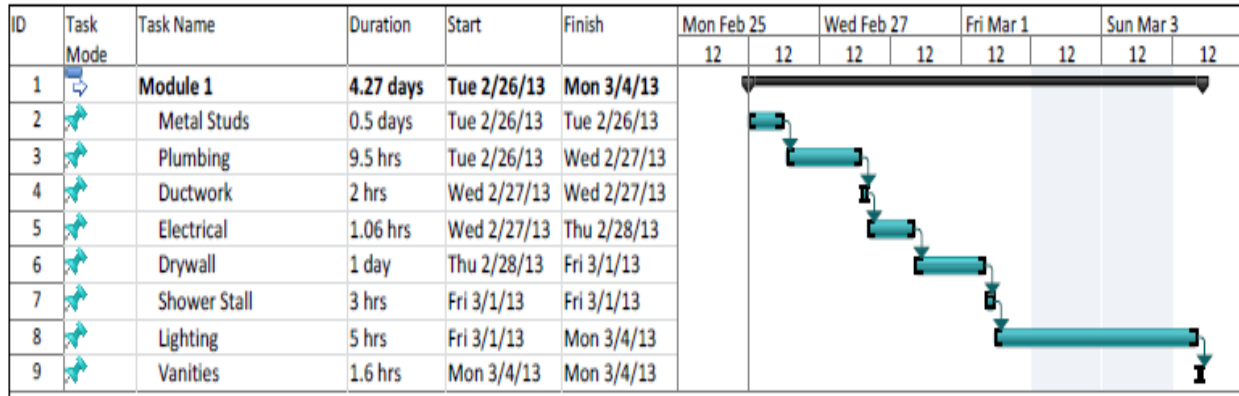 ID Task Mode Task Name Duration Start Finish Mon Feb 25 Wed Feb 27 Fri Mar 1 Sun Mar 3
12 12 12 12 12 12 12 12
1 Module 1 4.27 days Tue 2/26/13 Mon 3/4/13
2 Metal Studs 0.5 days Tue 2/26/13 Tue 2/26/13
3 Plumbing 9.5 hrs Tue 2/26/13 Wed 2/27/13
4 Ductwork 2 hrs Wed 2/27/13 Wed 2/27/13
5 Electrical 1.06 hrs Wed 2/27/13 Thu 2/28/13
6 Drywall 1 day Thu 2/28/13 Fri 3/1/13
7 Shower Stall 3 hrs Fri 3/1/13 Fri 3/1/13
8 Lighting 5 hrs Fri 3/1/13 Mon 3/4/13
9 Vanities 1.6 hrs Mon 3/4/13 Mon 3/4/13